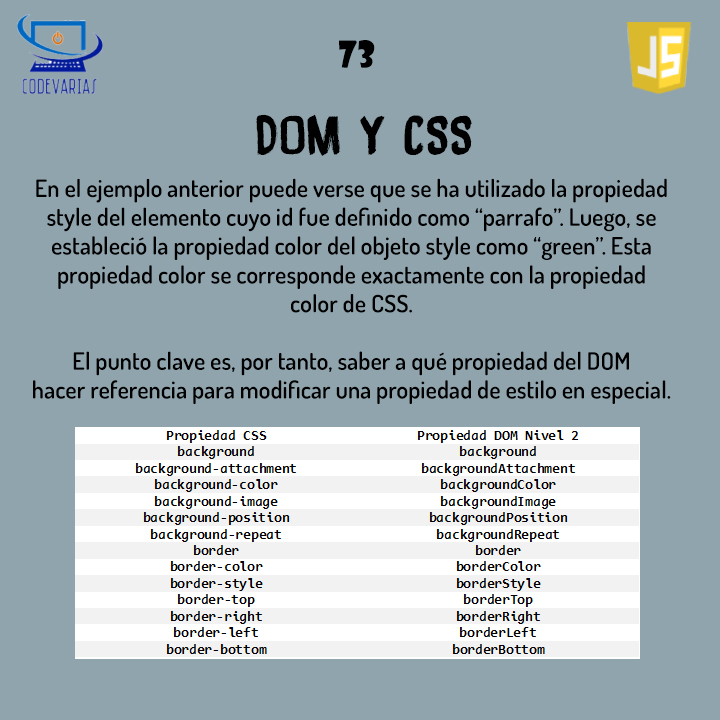 CODEVARIAS
73
JS
DOM Y CSS
En el ejemplo anterior puede verse que se ha utilizado la propiedad
style del elemento cuyo id fue definido como “parrafo”. Luego, se
estableció la propiedad color del objeto style como “green”. Esta
propiedad color se corresponde exactamente con la propiedad
color de CSS.
El punto clave es, por tanto, saber a qué propiedad del DOM
hacer referencia para modificar una propiedad de estilo en especial.
Propiedad CSS Propiedad DOM Nivel 2
background background
background-attachment backgroundAttachment
background-color backgroundColor
background-image backgroundImage
background-position backgroundPosition
background-repeat backgroundRepeat
border border
border-color borderColor
border-style borderStyle
border-top borderTop
border-right borderRight
border-left borderLeft
border-bottom borderBottom